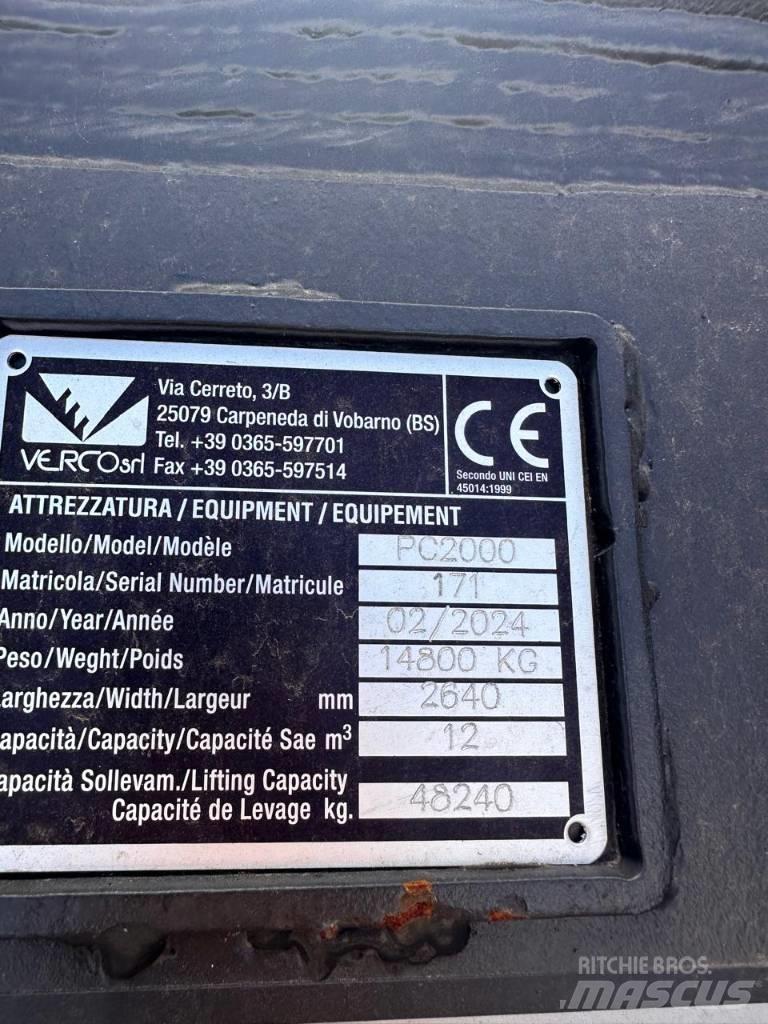 Via Cerreto, 3/B
25079 Carpeneda di Vobarno (BS)
Tel. +39 0365-597701
VERCOsrl Fax +39 0365-597514
CE
Secondo UNI CEI EN
45014:1999
ATTREZZATURA / EQUIPMENT / EQUIPEMENT
Modello/Model/Modèle PC2000
Matricola/Serial Number/Matricule 171
Anno/Year/Année 02/2024
Peso/Weght/Poids 14800 KG
arghezza/Width/Largeur mm 2640
apacità/Capacity/Capacité Sae m³ 12
apacità Sollevam./Lifting Capacity
Capacité de Levage kg. 48240
RITCHIE BROS.
MASCUS